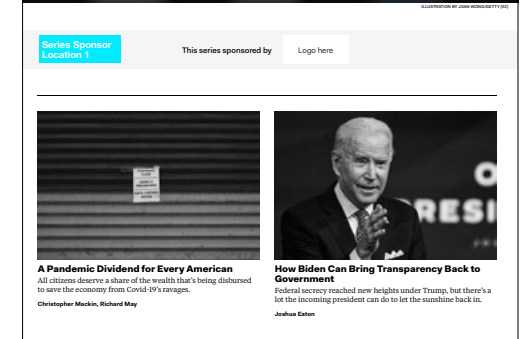 ILLUSTRATION BY JOAN WONG/GETTY (X2)
Series Sponsor
Location 1
This series sponsored by
Logo here
A Pandemic Dividend for Every American
All citizens deserve a share of the wealth that's being disbursed
to save the economy from Covid-19's ravages.
Christopher Mackin, Richard May
How Biden Can Bring Transparency Back to
Government
Federal secrecy reached new heights under Trump, but there's a
lot the incoming president can do to let the sunshine back in.
Joshua Eaton